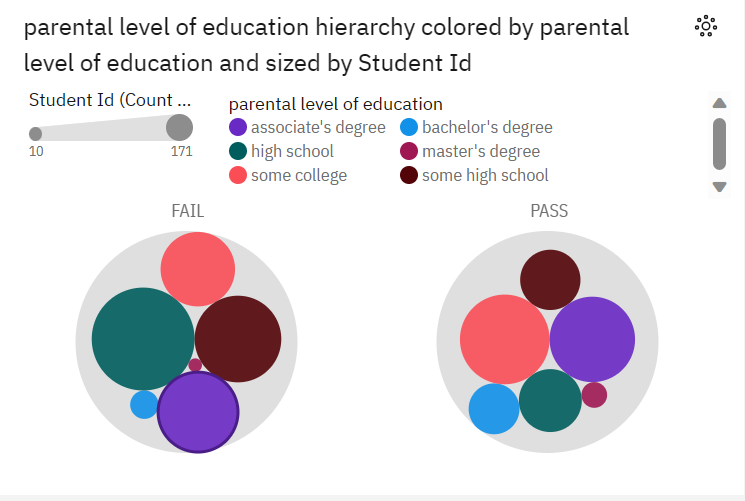 parental level of education hierarchy colored by parental
level of education and sized by Student Id
Student Id (Count ...
10
171
parental level of education
associate's degree
bachelor's degree
high school
master's degree
some college
some high school
FAIL
PASS